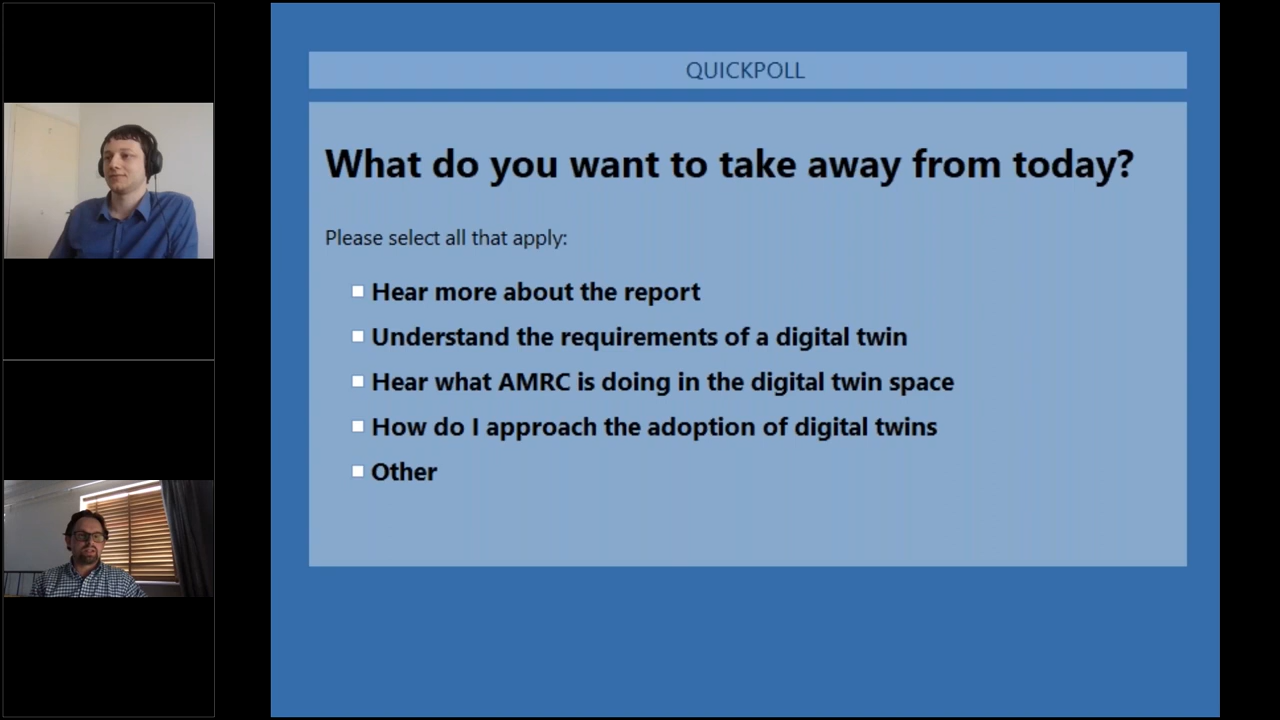 QUICKPOLL
What do you want to take away from today?
Please select all that apply:
Hear more about the report
Understand the requirements of a digital twin
Hear what AMRC is doing in the digital twin space
How do I approach the adoption of digital twins
Other